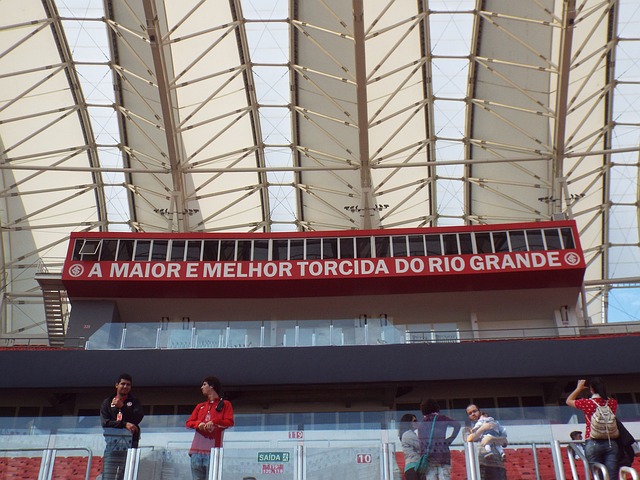 A MAIOR E MELHOR TORCIDA DO RIO GRANDE
119
SAÍDA
10